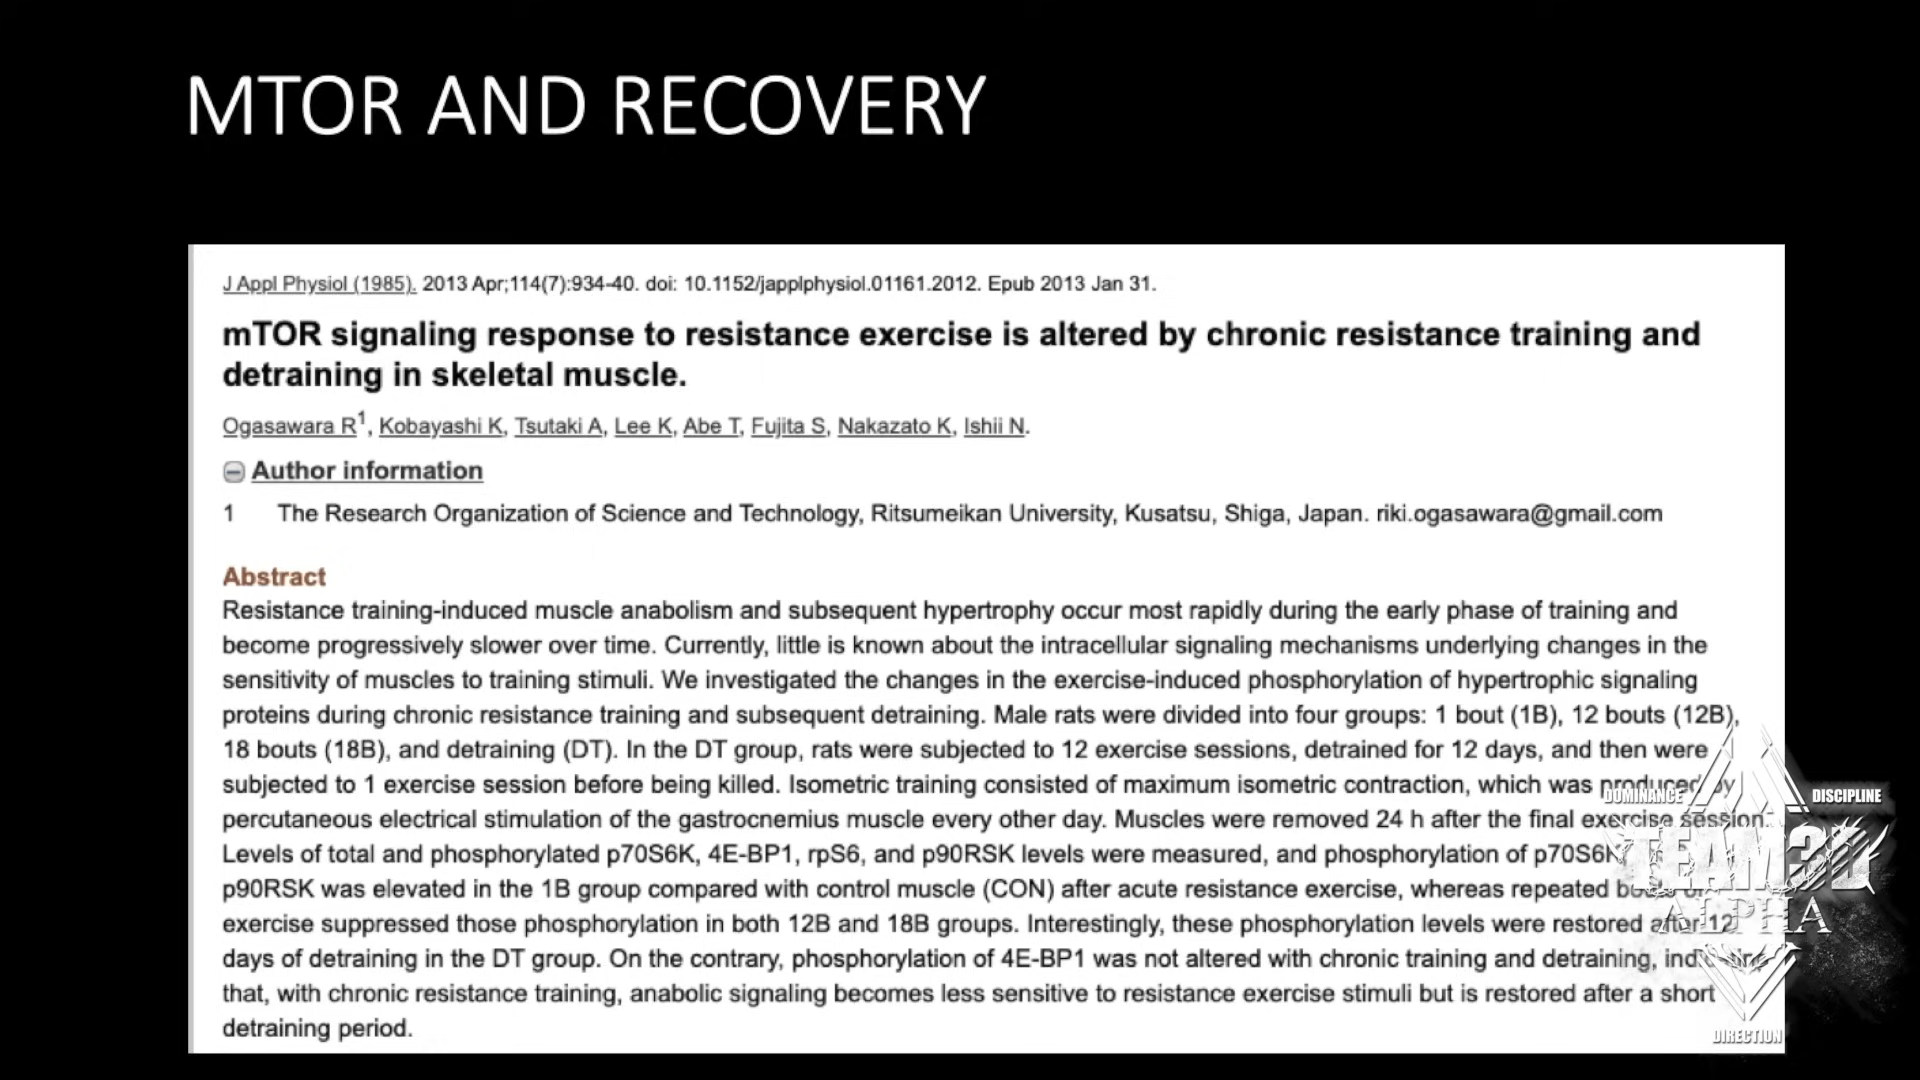 MTOR AND RECOVERY
J Appl Physiol (1985). 2013 Apr;114(7):934-40. doi: 10.1152/japplphysiol.01161.2012. Epub 2013 Jan 31.
mTOR signaling response to resistance exercise is altered by chronic resistance training and
detraining in skeletal muscle.
Ogasawara R1, Kobayashi K, Tsutaki A, Lee K, Abe T, Fujita S, Nakazato K, Ishii N.
Author information
1 The Research Organization of Science and Technology, Ritsumeikan University, Kusatsu, Shiga, Japan. riki.ogasawara@gmail.com
Abstract
Resistance training-induced muscle anabolism and subsequent hypertrophy occur most rapidly during the early phase of training and
become progressively slower over time. Currently, little is known about the intracellular signaling mechanisms underlying changes in the
sensitivity of muscles to training stimuli. We investigated the changes in the exercise-induced phosphorylation of hypertrophic signaling
proteins during chronic resistance training and subsequent detraining. Male rats were divided into four groups: 1 bout (1B), 12 bouts (12B),
18 bouts (18B), and detraining (DT). In the DT group, rats were subjected to 12 exercise sessions, detrained for 12 days, and then were
subjected to 1 exercise session before being killed. Isometric training consisted of maximum isometric contraction, which was produced by
percutaneous electrical stimulation of the gastrocnemius muscle every other day. Muscles were removed 24 h after the final exercise session.
Levels of total and phosphorylated p70S6K, 4E-BP1, rpS6, and p90RSK levels were measured, and phosphorylation of p70S6K
p90RSK was elevated in the 1B group compared with control muscle (CON) after acute resistance exercise, whereas repeated
exercise suppressed those phosphorylation in both 12B and 18B groups. Interestingly, these phosphorylation levels were restored after 12
days of detraining in the DT group. On the contrary, phosphorylation of 4E-BP1 was not altered with chronic training and detraining,
that, with chronic resistance training, anabolic signaling becomes less sensitive to resistance exercise stimuli but is restored after a short
detraining period.
DOMINANCE DISCIPLINE
TEAM3D
ALPHA
DIRECTION